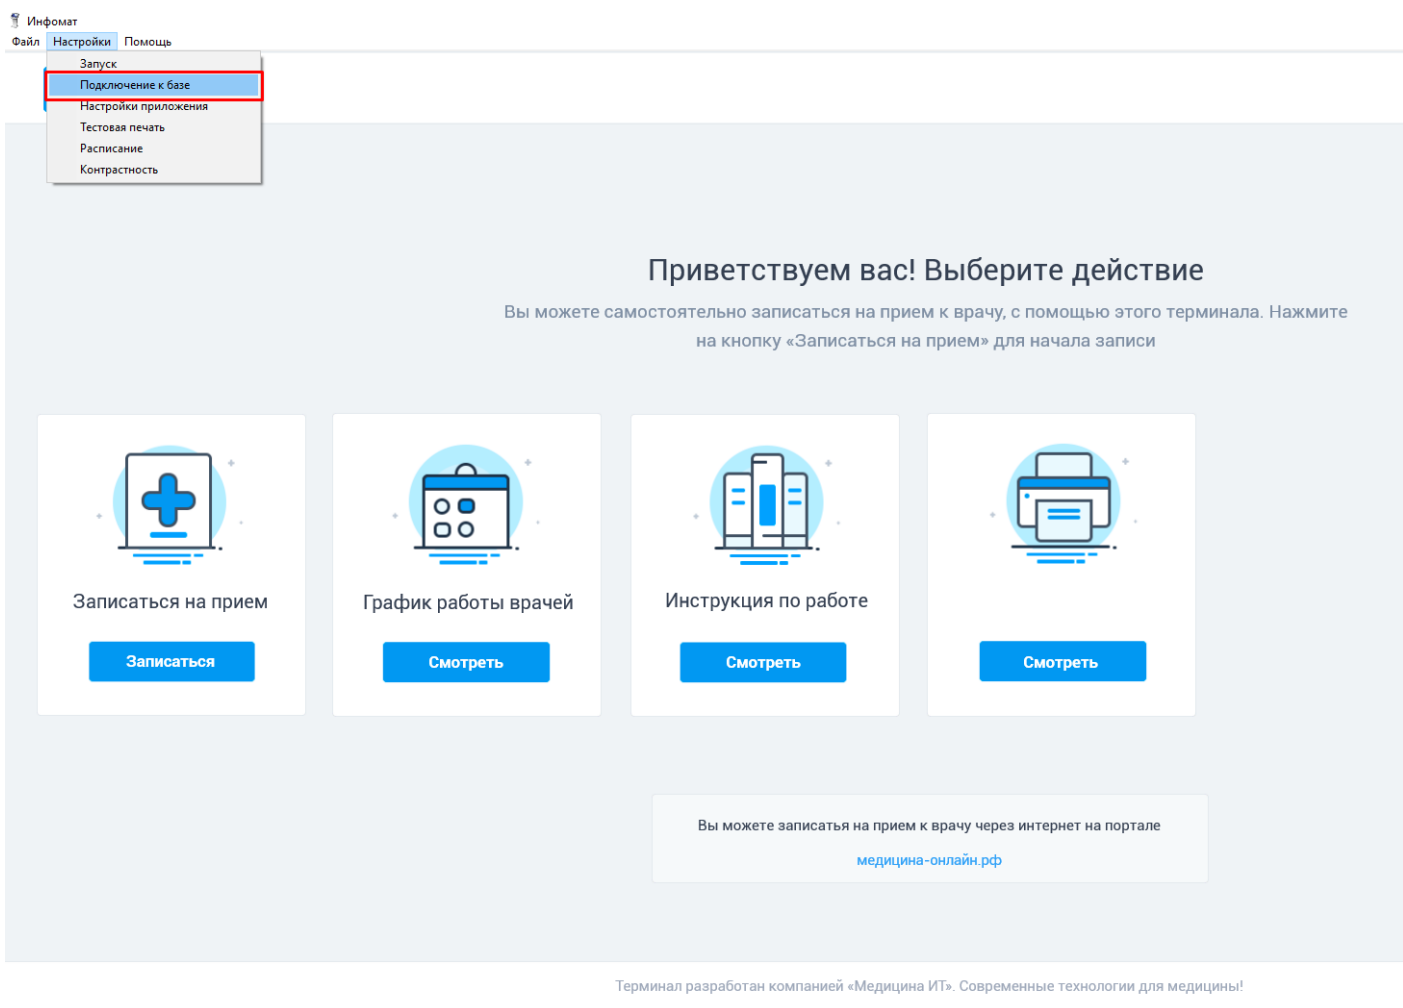 Инфомат
Файл Настройки Помощь
Запуск
Подключение к базе
Настройки приложения
Тестовая печать
Расписание
Контрастность
Приветствуем вас! Выберите действие
Вы можете самостоятельно записаться на прием к врачу, с помощью этого терминала. Нажмите
на кнопку «Записаться на прием» для начала записи
Записаться на прием
График работы врачей
Инструкция по работе
Записаться
Смотреть
Смотреть
Смотреть
Вы можете записатья на прием к врачу через интернет на портале
медицина-онлайн.рф
Терминал разработан компанией «Медицина ИТ». Современные технологии для медицины!